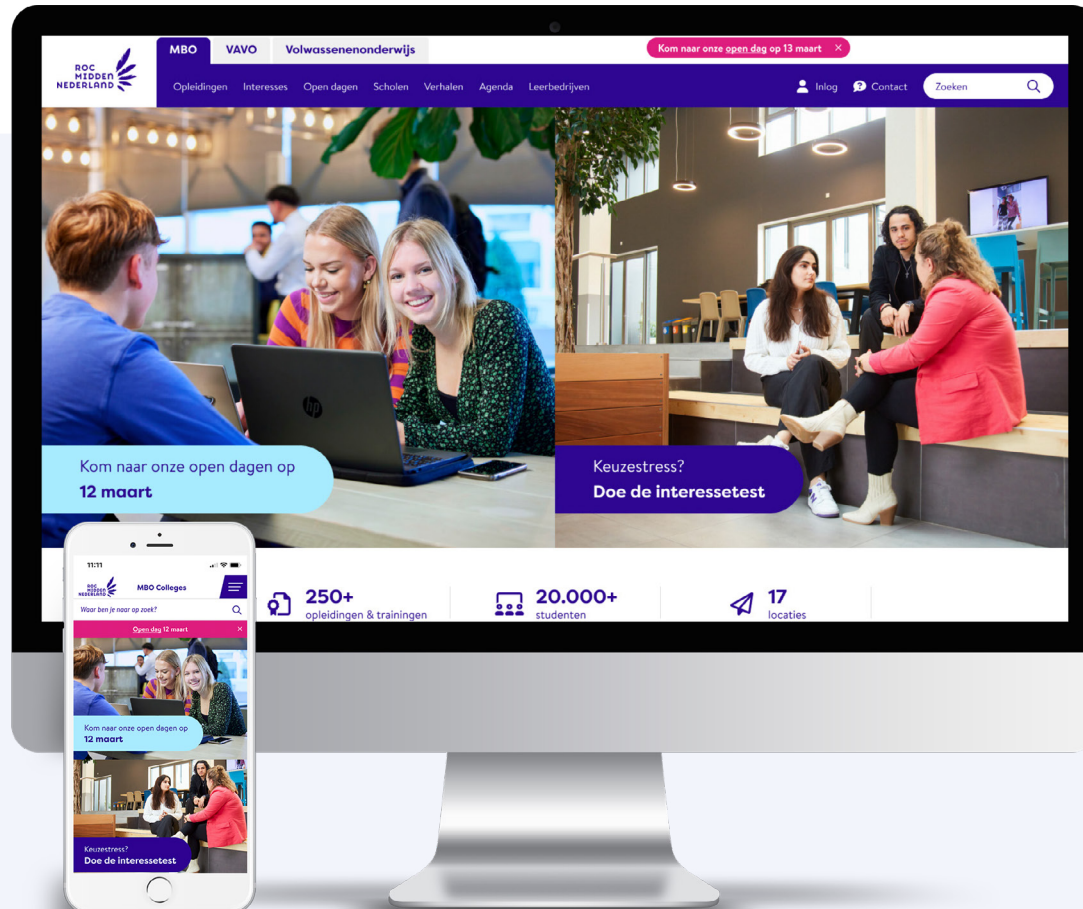 MBO
VAVO
Volwassenenonderwijs
Kom naar onze open dag op 13 maart ×
ROC
MIDDEN
NEDERLAND
Opleidingen
Interesses
Open dagen
Scholen
Verhalen
Agenda
Leerbedrijven
Inlog
Contact
Zoeken
hp
Kom naar onze open dagen op
12 maart
Keuzestress?
Doe de interessetest
250+
opleidingen & trainingen
20.000+
studenten
17
locaties
11:11
ROC
MIDDEN
NEDERLAND
MBO Colleges
Waar ben je naar op zoek?
Open dag 12 maart ×
Kom naar onze open dagen op
12 maart
Keuzestress?
Doe de interessetest